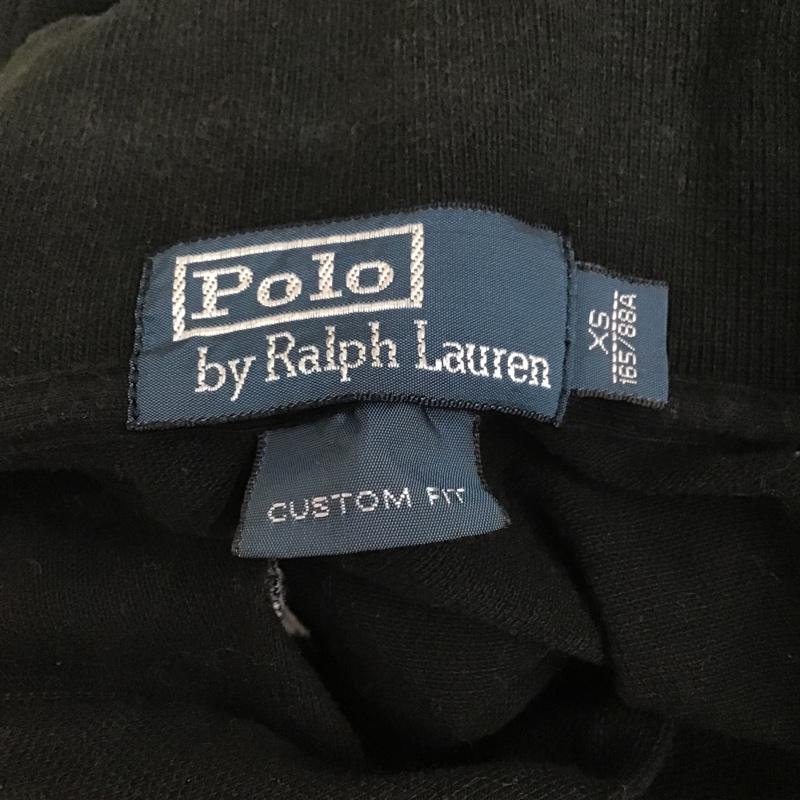 Polo
by Ralph Lauren
XS
165/88A
CUSTOM FIT